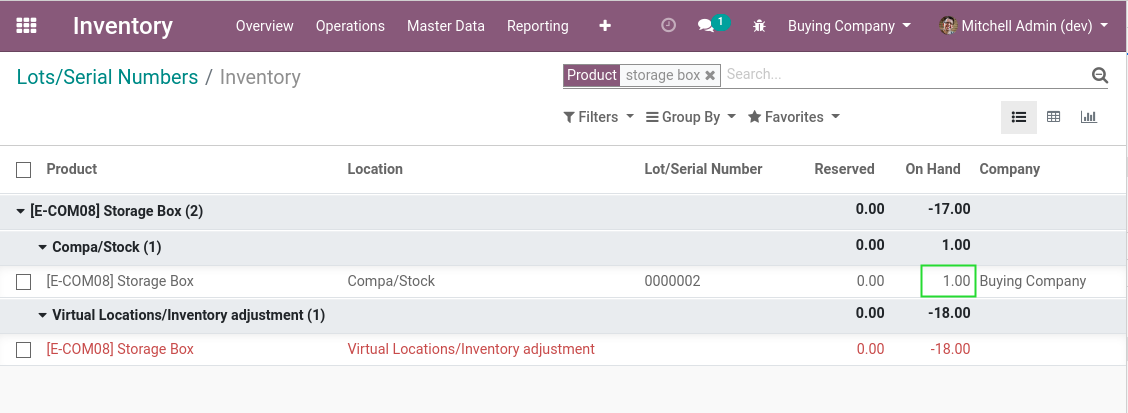 Inventory Overview Operations Master Data Reporting 1 Buying Company Mitchell Admin (dev)
Lots/Serial Numbers / Inventory Product storage box Search...
Filters Group By Favorites
Product Location Lot/Serial Number Reserved On Hand Company
[E-COM08] Storage Box (2) 0.00 -17.00
Compa/Stock (1) 0.00 1.00
[E-COM08] Storage Box Compa/Stock 0000002 0.00 1.00 Buying Company
Virtual Locations/Inventory adjustment (1) 0.00 -18.00
[E-COM08] Storage Box Virtual Locations/Inventory adjustment 0.00 -18.00